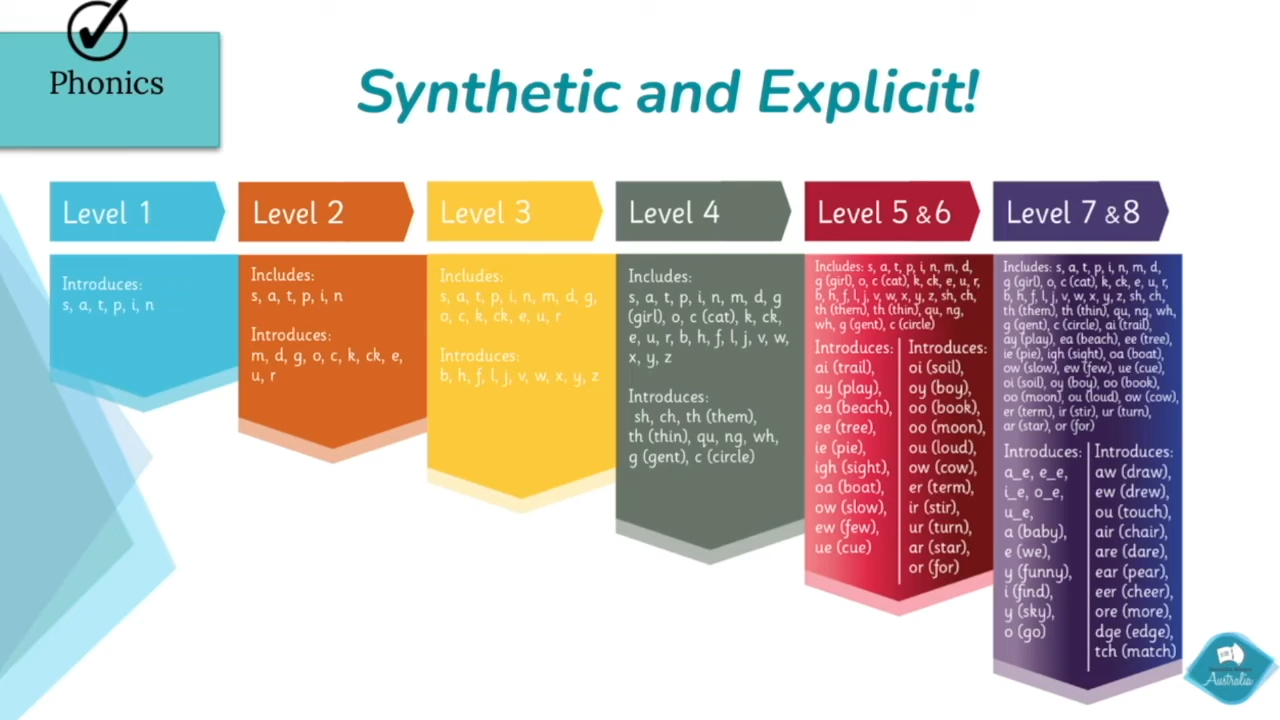 Phonics
Synthetic and Explicit!
Level 1
Introduces:
s, a, t, p, i, n
Level 2
Includes:
s, a, t, p, i, n
Introduces:
m, d, g, o, c, k, ck, e,
u, r
Level 3
Includes:
s, a, t, p, i, n, m, d, g,
o, c, k, ck, e, u, r
Introduces:
b, h, f, l, j, v, w, x, y, z
Level 4
Includes:
s, a, t, p, i, n, m, d, g
(girl), o, c (cat), k, ck,
e, u, r, b, h, f, l, j, v, w,
x, y, z
Introduces:
sh, ch, th (them),
th (thin), qu, ng, wh,
g (gent), c (circle)
Level 5 & 6
Includes: s, a, t, p, i, n, m, d,
g (girl), o, c (cat), k, ck, e, u, r,
b, h, f, l, j, v, w, x, y, z, sh, ch,
th (them), th (thin), qu, ng,
wh, g (gent), c (circle)
Introduces:
ai (trail),
ay (play),
ea (beach),
ee (tree),
ie (pie),
igh (sight),
oa (boat),
ow (slow),
ew (few),
ue (cue)
Introduces:
oi (soil),
oy (boy),
oo (book),
oo (moon),
ou (loud),
ow (cow),
er (term),
ir (stir),
ur (turn),
ar (star),
or (for)
Level 7 & 8
Includes: s, a, t, p, i, n, m, d,
g (girl), o, c (cat), k, ck, e, u, r,
b, h, f, l, j, v, w, x, y, z, sh, ch,
th (them), th (thin), qu, ng, wh,
g (gent), c (circle), ai (trail),
ay (play), ea (beach), ee (tree),
ie (pie), igh (sight), oa (boat),
ow (slow), ew (few), ue (cue),
oi (soil), oy (boy), oo (book),
oo (moon), ou (loud), ow (cow),
er (term), ir (stir), ur (turn),
ar (star), or (for)
Introduces:
a_e, e_e,
i_e, o_e,
u_e,
a (baby),
e (we),
y (funny),
i (find),
y (sky),
o (go)
Introduces:
aw (draw),
ew (drew),
ou (touch),
air (chair),
are (dare),
ear (pear),
eer (cheer),
ore (more),
dge (edge),
tch (match)
Australia